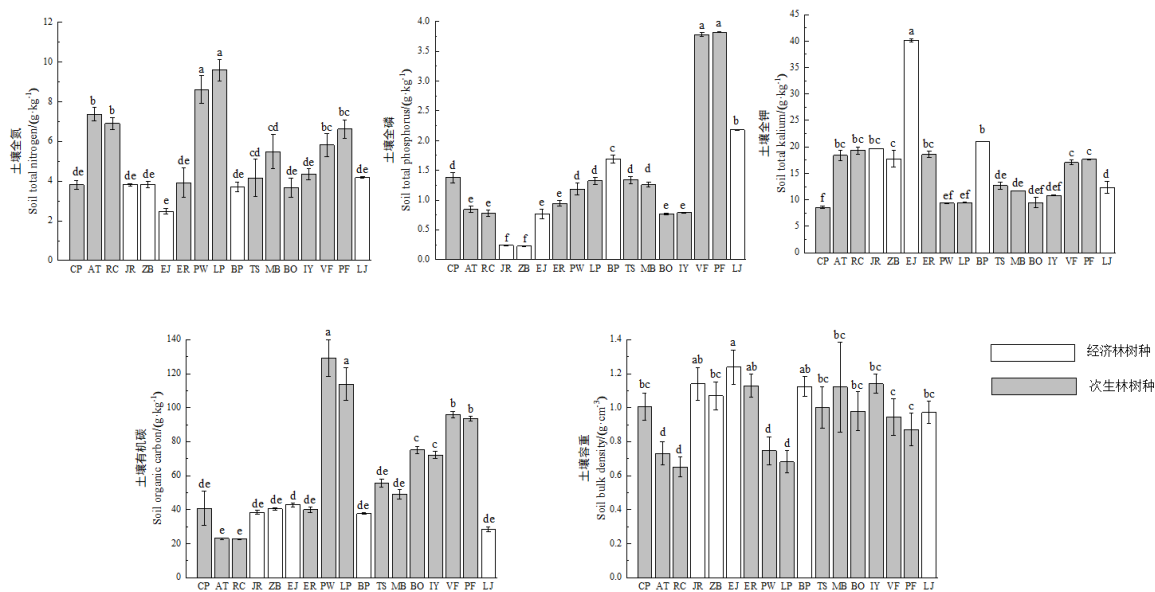 土壤全氮
Soil total nitrogen/(g·kg⁻¹)
12
10
8
6
4
2
0
de b b de de e de a a de cd cd de de bc bc de
CP AT RC JR ZB EJ ER PW LP BP TS MB BO IY VF PF LJ
土壤全磷
Soil total phosphorus/(g·kg⁻¹)
4.0
3.5
3.0
2.5
2.0
1.5
1.0
0.5
0.0
d e e f f e e d d c d d e e a a b
CP AT RC JR ZB EJ ER PW LP BP TS MB BO IY VF PF LJ
土壤全钾
Soil total kalium/(g·kg⁻¹)
45
40
35
30
25
20
15
10
5
0
f bc bc bc c a bc def def b de de def def c c d
CP AT RC JR ZB EJ ER PW LP BP TS MB BO IY VF PF LJ
土壤有机碳
Soil organic carbon/(g·kg⁻¹)
140
120
100
80
60
40
20
0
de e e de de d de a a de de de c c b b de
CP AT RC JR ZB EJ ER PW LP BP TS MB BO IY VF PF LJ
土壤容重
Soil bulk density/(g·cm⁻³)
1.4
1.2
1.0
0.8
0.6
0.4
0.2
0.0
bc d d ab bc a ab d d ab bc bc bc bc c c bc
CP AT RC JR ZB EJ ER PW LP BP TS MB BO IY VF PF LJ
经济林树种
次生林树种